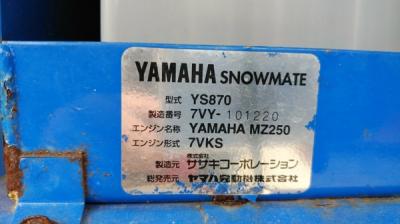 YAMAHA SNOWMATE
型式 YS870
製造番号 7VY-101220
エンジン名称 YAMAHA MZ250
エンジン形式 7VKS
製造元 株式会社 ササキコーポレーション
総発売元 ヤマハ発動機株式会社